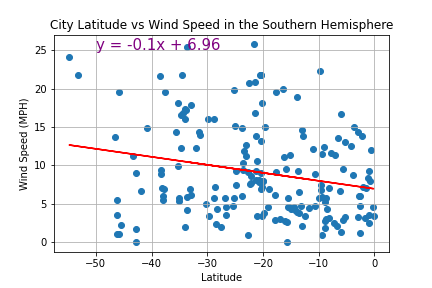 City Latitude vs Wind Speed in the Southern Hemisphere
y = -0.1x + 6.96
25
20
15
10
5
0
Wind Speed (MPH)
−50 −40 −30 −20 −10 0
Latitude